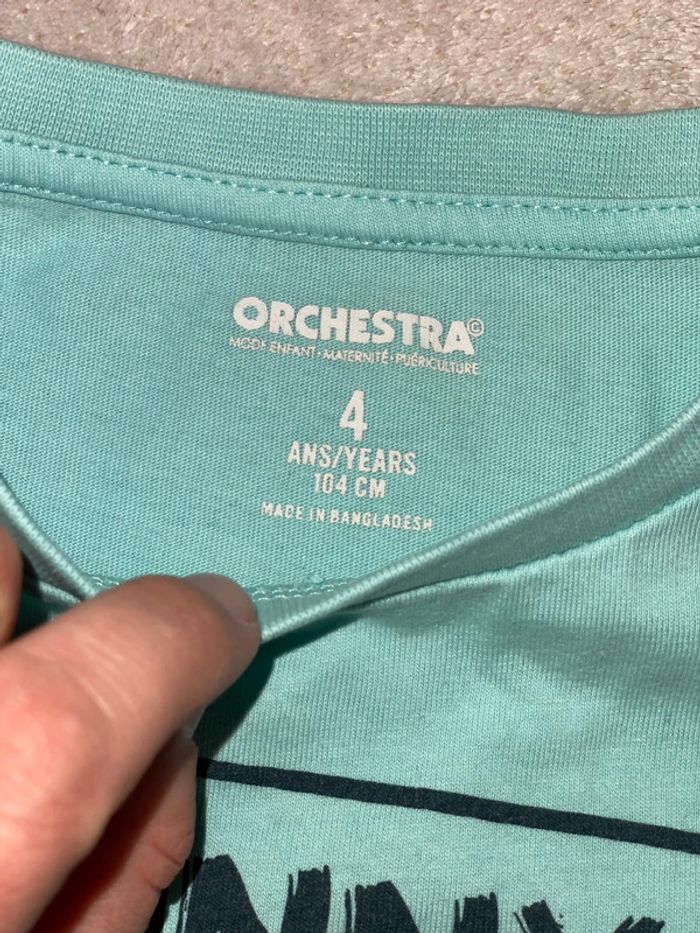 ORCHESTRA©
MODE ENFANT • MATERNITÉ • PUÉRICULTURE
4
ANS/YEARS
104 CM
MADE IN BANGLADESH